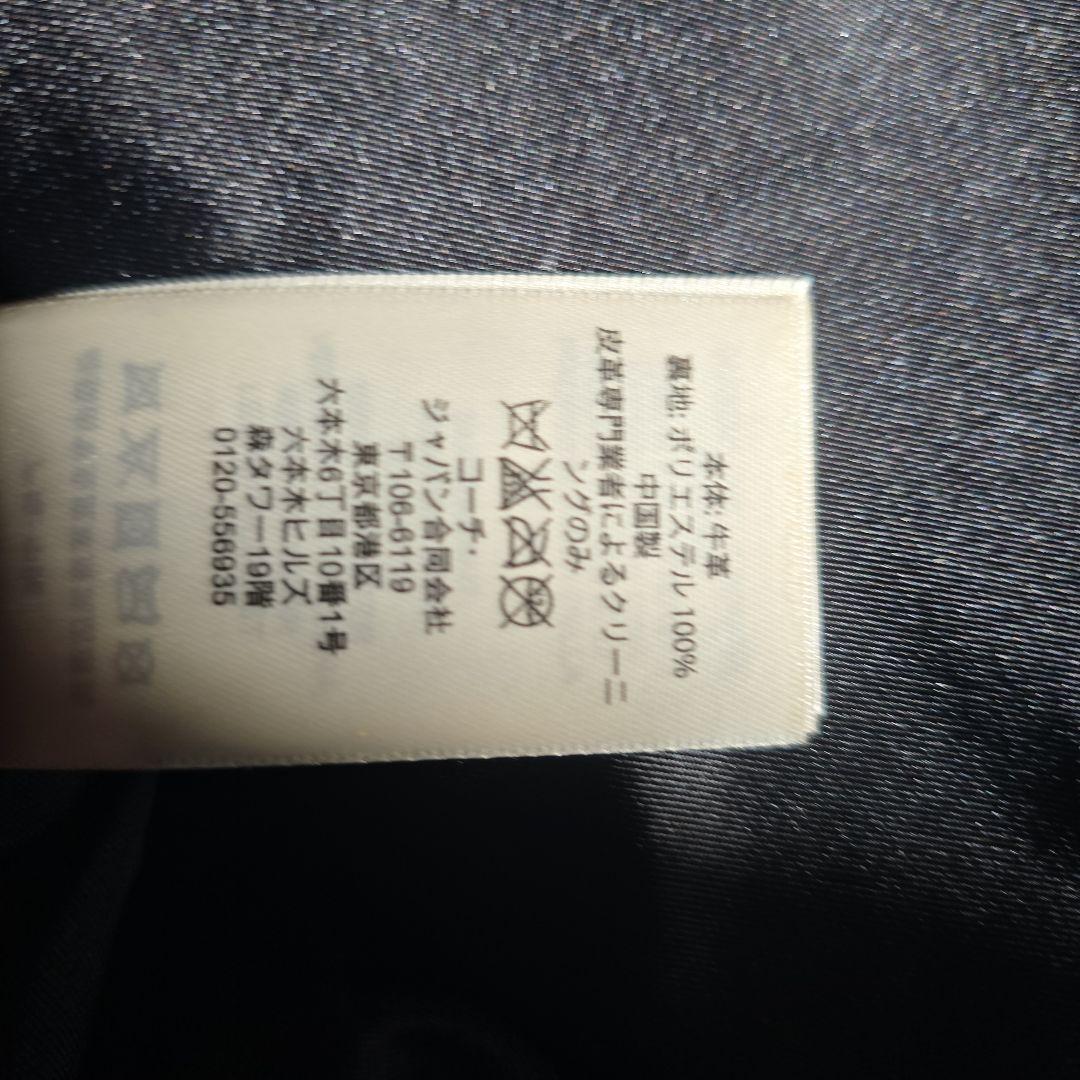 本体: 牛革
裏地: ポリエステル 100%
中国製
皮革専門業者によるクリーニ
ングのみ
コーチ・
ジャパン合同会社
〒106-6119
東京都港区
六本木6丁目10番1号
六本木ヒルズ
森タワー19階
0120-556935